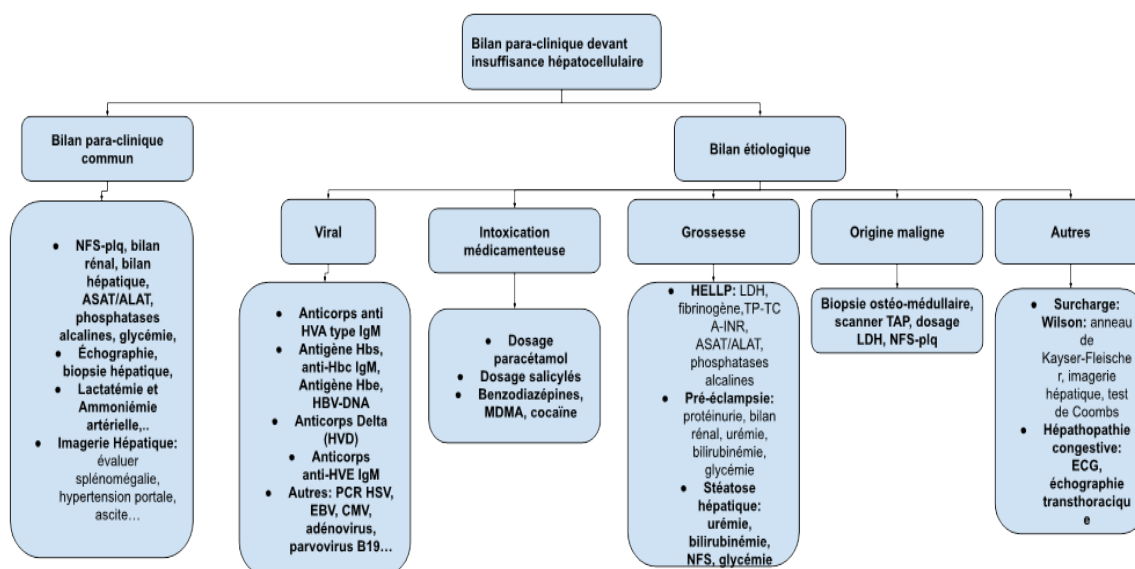 Bilan para-clinique devant
insuffisance hépatocellulaire
Bilan para-clinique
commun
Bilan étiologique
● NFS-plq, bilan
rénal, bilan
hépatique,
ASAT/ALAT,
phosphatases
alcalines, glycémie,
● Échographie,
biopsie hépatique,
● Lactatémie et
Ammoniémie
artérielle,..
● Imagerie Hépatique:
évaluer
splénomégalie,
hypertension portale,
ascite…
Viral
● Anticorps anti
HVA type IgM
● Antigène Hbs,
anti-Hbc IgM,
Antigène Hbe,
HBV-DNA
● Anticorps Delta
(HVD)
● Anticorps
anti-HVE IgM
● Autres: PCR HSV,
EBV, CMV,
adénovirus,
parvovirus B19…
Intoxication
médicamenteuse
● Dosage
paracétamol
● Dosage salicylés
● Benzodiazépines,
MDMA, cocaïne
Grossesse
● HELLP: LDH,
fibrinogène,TP-TC
A-INR,
ASAT/ALAT,
phosphatases
alcalines
● Pré-éclampsie:
protéinurie, bilan
rénal, urémie,
bilirubinémie,
glycémie
● Stéatose
hépatique:
urémie,
bilirubinémie,
NFS, glycémie
Origine maligne
Biopsie ostéo-médullaire,
scanner TAP, dosage
LDH, NFS-plq
Autres
● Surcharge:
Wilson: anneau
de
Kayser-Fleische
r, imagerie
hépatique, test
de Coombs
● Hépathopathie
congestive:
ECG,
échographie
transthoraciqu
e